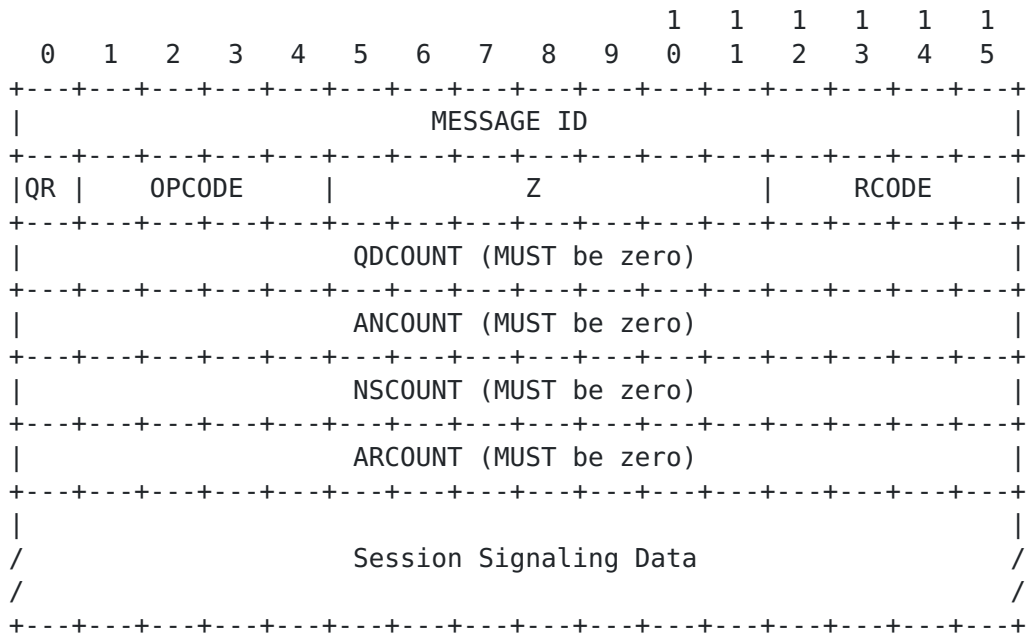 1   1   1   1   1   1
  0   1   2   3   4   5   6   7   8   9   0   1   2   3   4   5
+---+---+---+---+---+---+---+---+---+---+---+---+---+---+---+---+
|                          MESSAGE ID                           |
+---+---+---+---+---+---+---+---+---+---+---+---+---+---+---+---+
|QR |    OPCODE     |            Z              |     RCODE     |
+---+---+---+---+---+---+---+---+---+---+---+---+---+---+---+---+
|                     QDCOUNT (MUST be zero)                    |
+---+---+---+---+---+---+---+---+---+---+---+---+---+---+---+---+
|                     ANCOUNT (MUST be zero)                    |
+---+---+---+---+---+---+---+---+---+---+---+---+---+---+---+---+
|                     NSCOUNT (MUST be zero)                    |
+---+---+---+---+---+---+---+---+---+---+---+---+---+---+---+---+
|                     ARCOUNT (MUST be zero)                    |
+---+---+---+---+---+---+---+---+---+---+---+---+---+---+---+---+
|                                                               |
/                     Session Signaling Data                    /
/                                                               /
+---+---+---+---+---+---+---+---+---+---+---+---+---+---+---+---+